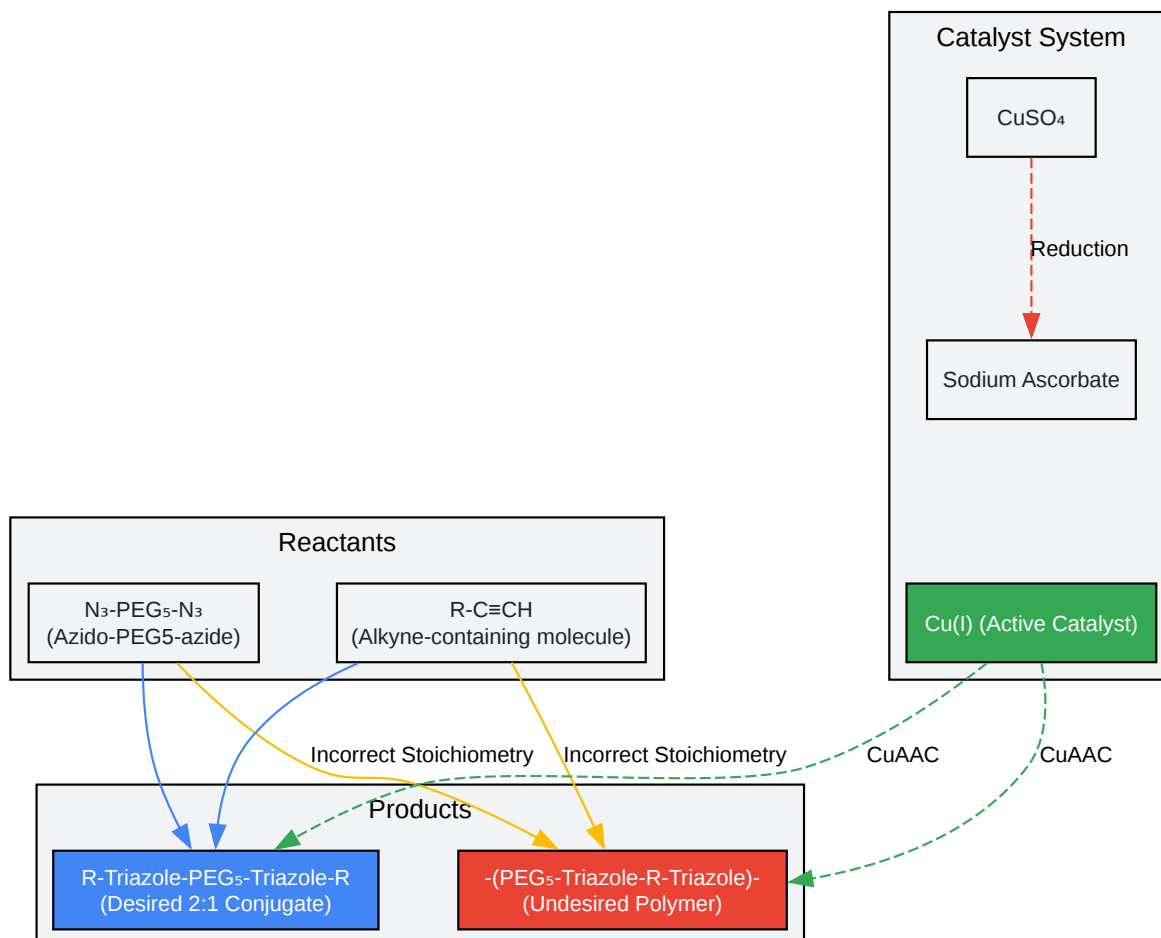 Catalyst System
CuSO₄
Reduction
Sodium Ascorbate
Reactants
N₃-PEG₅-N₃
(Azido-PEG5-azide)
R-C≡CH
(Alkyne-containing molecule)
Cu(I) (Active Catalyst)
Incorrect Stoichiometry
Incorrect Stoichiometry
CuAAC
CuAAC
Products
R-Triazole-PEG₅-Triazole-R
(Desired 2:1 Conjugate)
-(PEG₅-Triazole-R-Triazole)-
(Undesired Polymer)